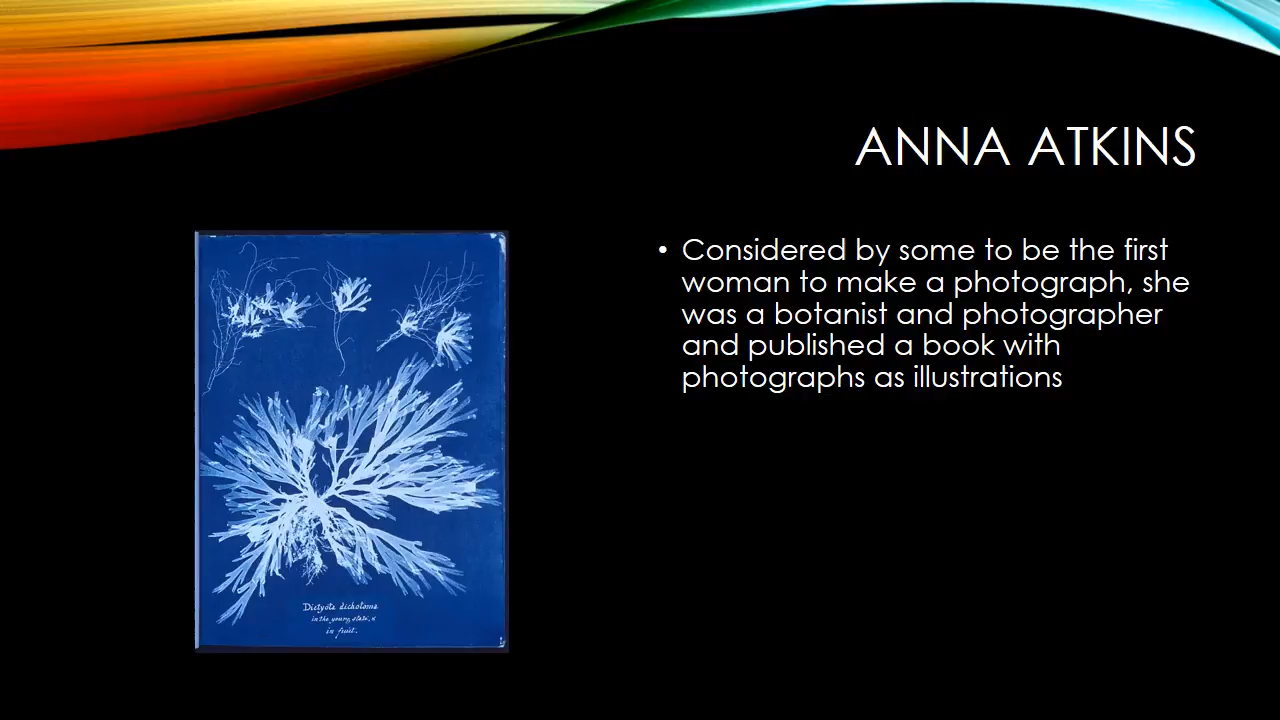 ANNA ATKINS
• Considered by some to be the first
woman to make a photograph, she
was a botanist and photographer
and published a book with
photographs as illustrations
Dictyota dichotoma
in the young state, &
in fruit.